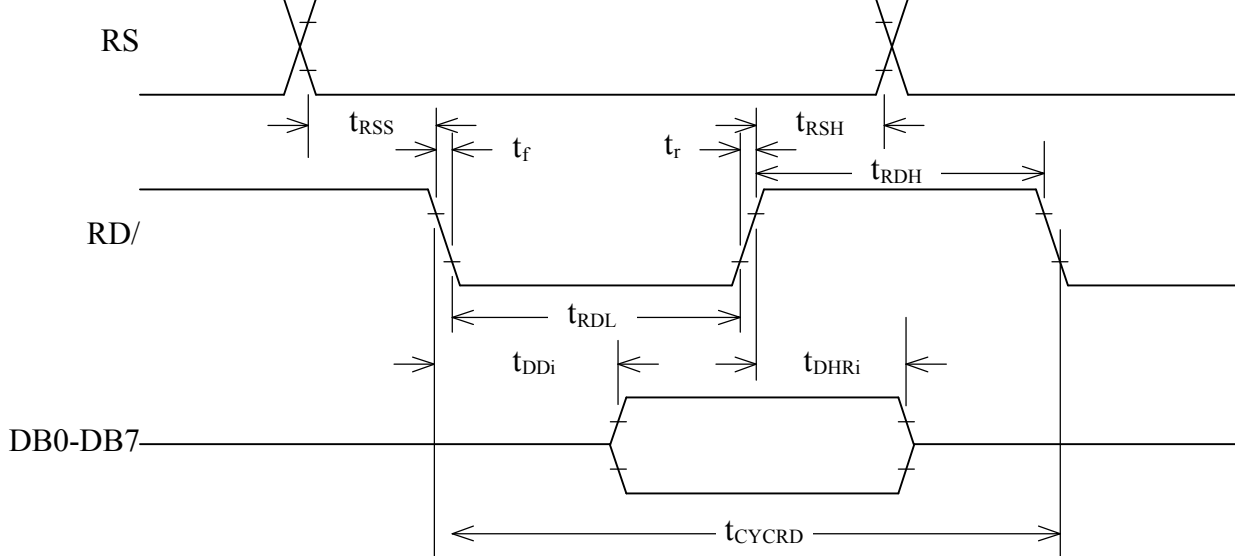 RS
tRSS
tRSH
tf
tr
tRDH
RD/
tRDL
tDDi
tDHRi
DB0-DB7
tCYCRD